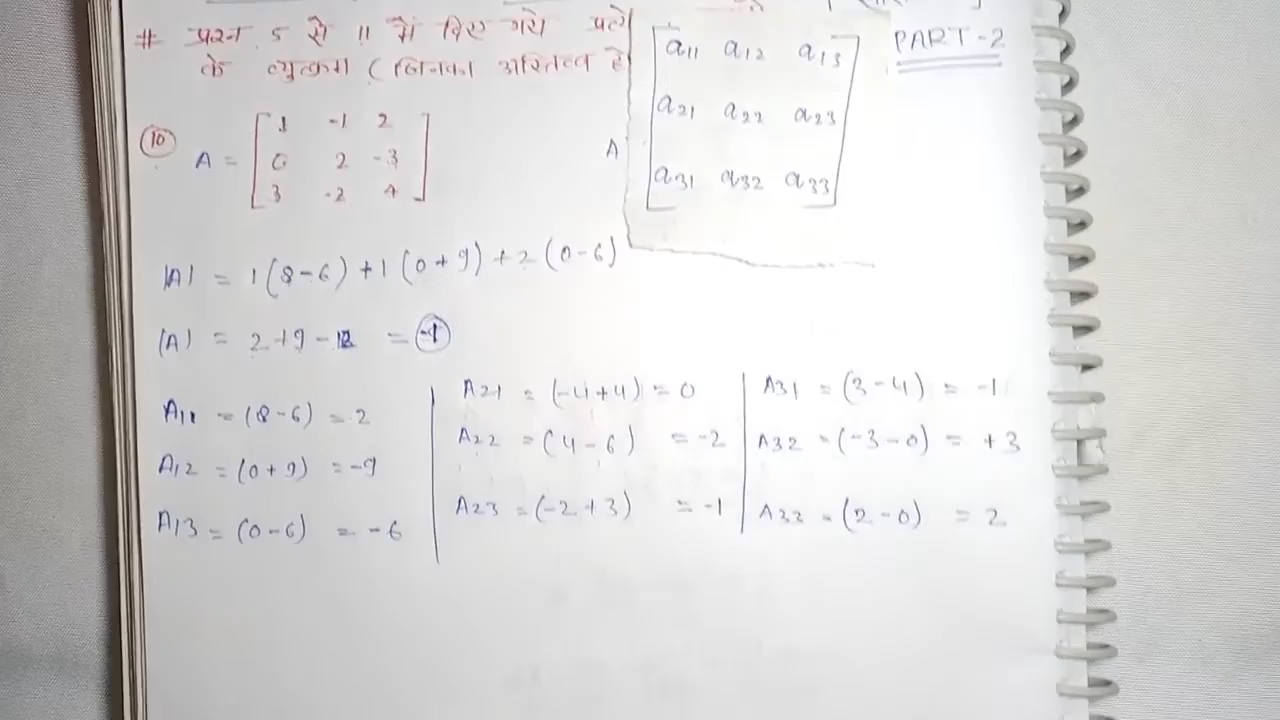 # प्रश्न 5 से 11 में दिए गये प्रत्ये
के व्युत्क्रम ( जिनका अस्तित्व है
PART-2
a11 a12 a13
a21 a22 a23
a31 a32 a33
A
10
A = [ 1 -1 2
0 2 -3
3 -2 4 ]
|A| = 1(8-6)+1(0+9)+2(0-6)
|A| = 2+9-12 = -1
A11 = (8-6) = 2
A12 = (0+9) = -9
A13 = (0-6) = -6
A21 = (-4+4) = 0
A22 = (4-6) = -2
A23 = (-2+3) = -1
A31 = (3-4) = -1
A32 = (-3-0) = +3
A33 = (2-0) = 2